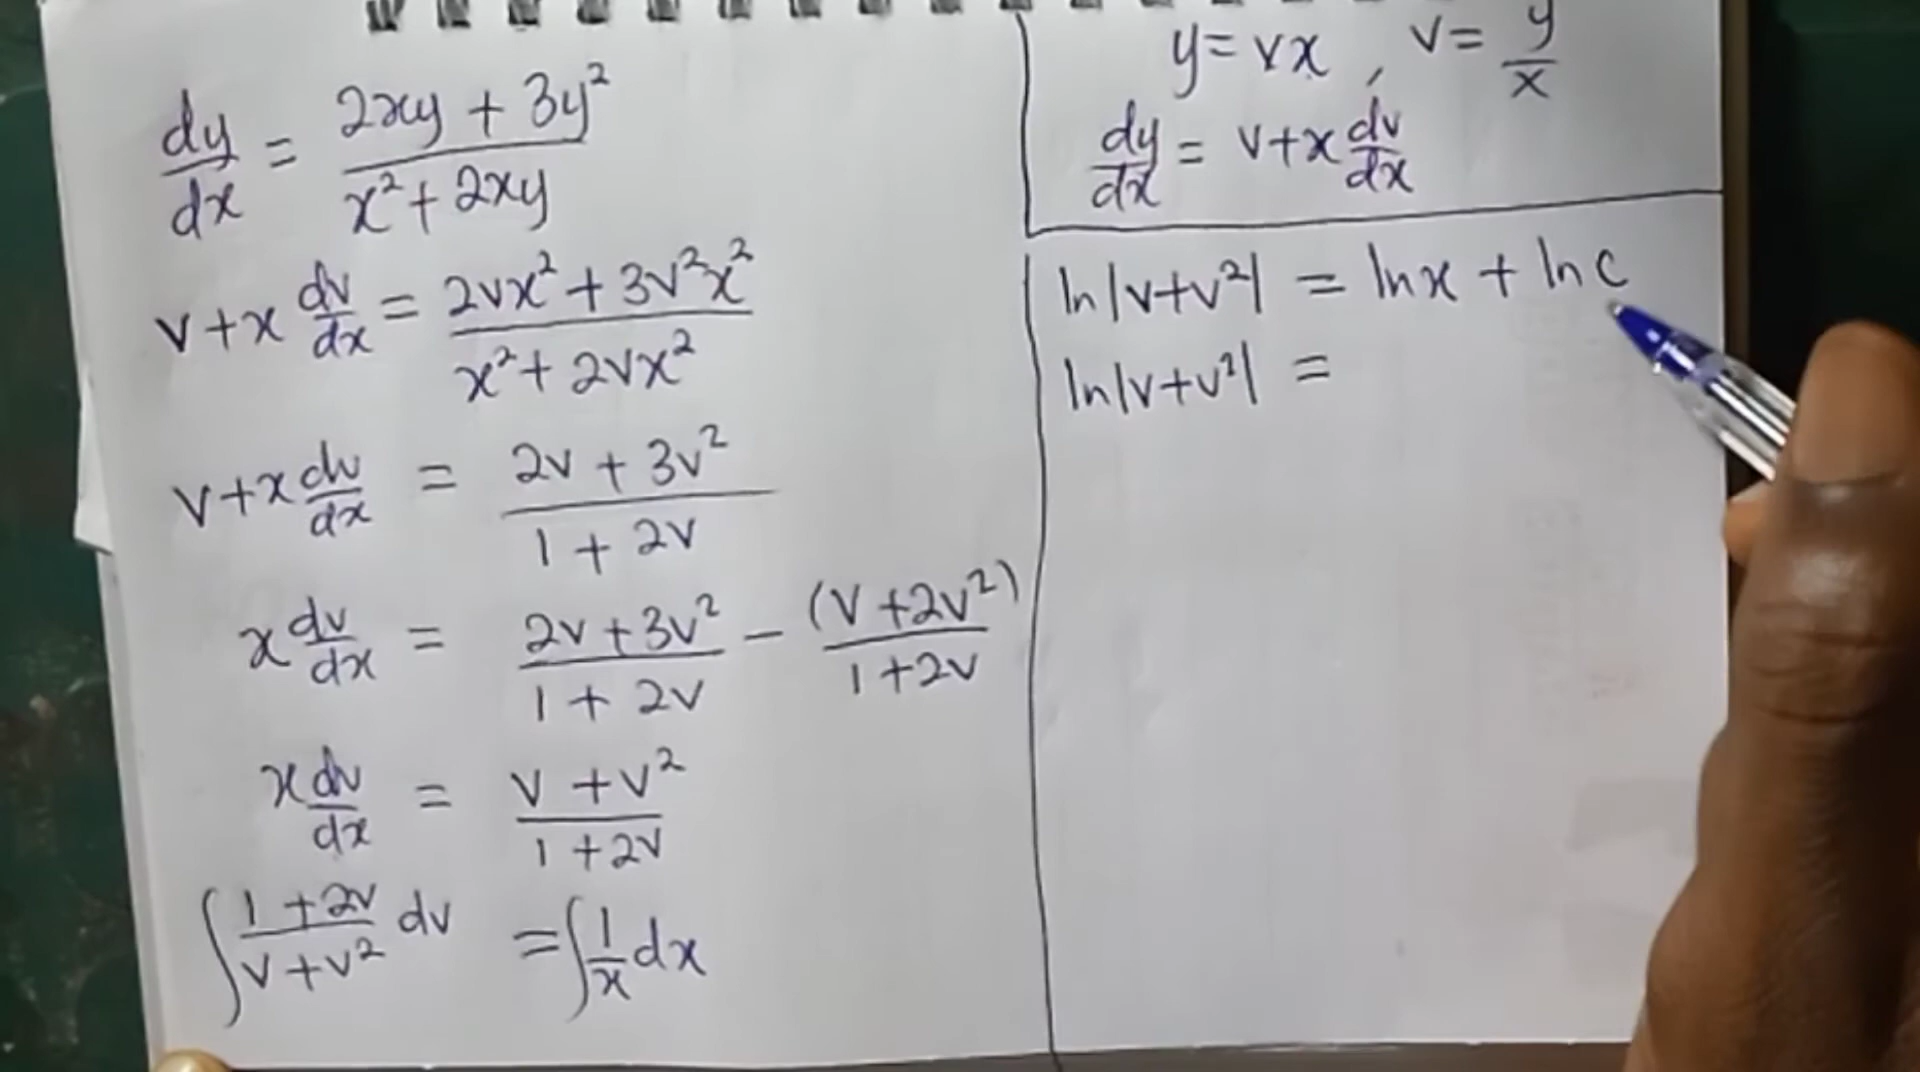 dy/dx = (2xy + 3y²)/(x² + 2xy)
v + x dv/dx = (2vx² + 3v²x²)/(x² + 2vx²)
v + x dv/dx = (2v + 3v²)/(1 + 2v)
x dv/dx = (2v + 3v²)/(1 + 2v) − (v + 2v²)/(1 + 2v)
x dv/dx = (v + v²)/(1 + 2v)
∫ (1 + 2v)/(v + v²) dv = ∫ 1/x dx
y = vx , v = y/x
dy/dx = v + x dv/dx
ln|v + v²| = ln x + ln c
ln|v + v²| =